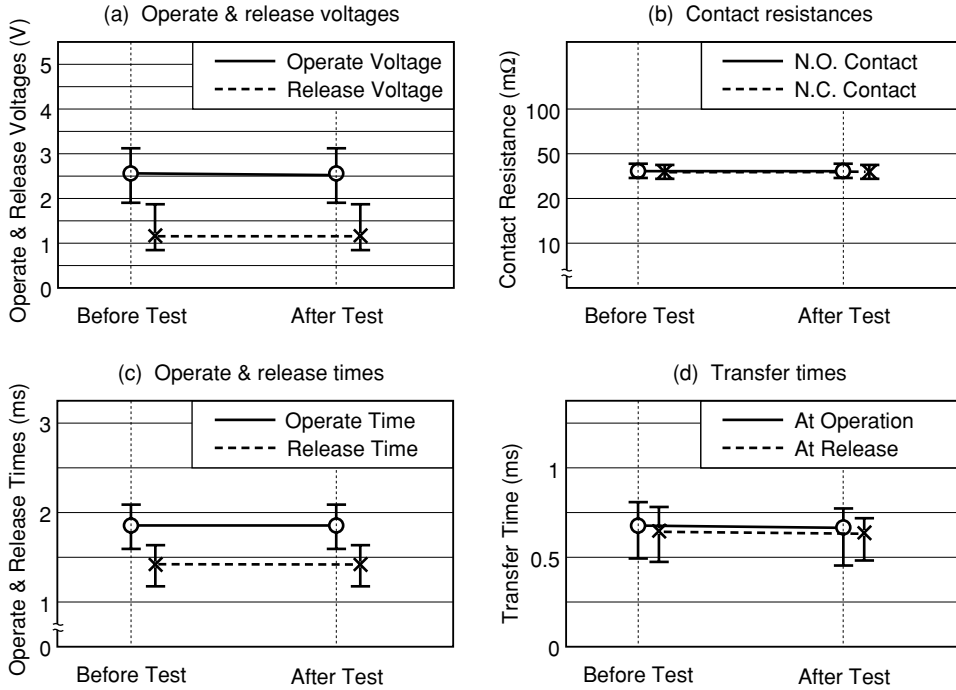 (a) Operate & release voltages
Operate & Release Voltages (V)
5
4
3
2
1
0
Operate Voltage
Release Voltage
Before Test
After Test
(b) Contact resistances
Contact Resistance (mΩ)
100
50
20
10
N.O. Contact
N.C. Contact
Before Test
After Test
(c) Operate & release times
Operate & Release Times (ms)
3
2
1
0
Operate Time
Release Time
Before Test
After Test
(d) Transfer times
Transfer Time (ms)
1
0.5
0
At Operation
At Release
Before Test
After Test